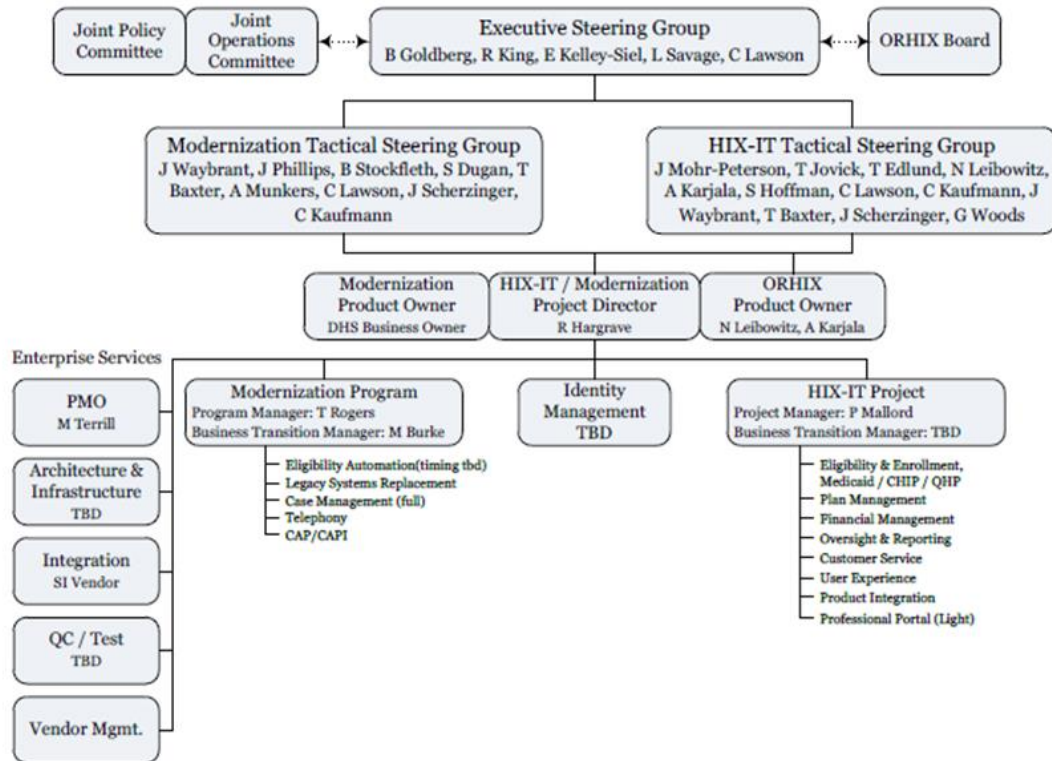 Joint Policy
Committee
Joint
Operations
Committee
Executive Steering Group
B Goldberg, R King, E Kelley-Siel, L Savage, C Lawson
ORHIX Board
Modernization Tactical Steering Group
J Waybrant, J Phillips, B Stockfleth, S Dugan, T
Baxter, A Munkers, C Lawson, J Scherzinger,
C Kaufmann
HIX-IT Tactical Steering Group
J Mohr-Peterson, T Jovick, T Edlund, N Leibowitz,
A Karjala, S Hoffman, C Lawson, C Kaufmann, J
Waybrant, T Baxter, J Scherzinger, G Woods
Modernization
Product Owner
DHS Business Owner
HIX-IT / Modernization
Project Director
R Hargrave
ORHIX
Product Owner
N Leibowitz, A Karjala
Enterprise Services
PMO
M Terrill
Architecture &
Infrastructure
TBD
Integration
SI Vendor
QC / Test
TBD
Vendor Mgmt.
Modernization Program
Program Manager: T Rogers
Business Transition Manager: M Burke
Eligibility Automation(timing tbd)
Legacy Systems Replacement
Case Management (full)
Telephony
CAP/CAPI
Identity
Management
TBD
HIX-IT Project
Project Manager: P Mallord
Business Transition Manager: TBD
Eligibility & Enrollment,
Medicaid / CHIP / QHP
Plan Management
Financial Management
Oversight & Reporting
Customer Service
User Experience
Product Integration
Professional Portal (Light)